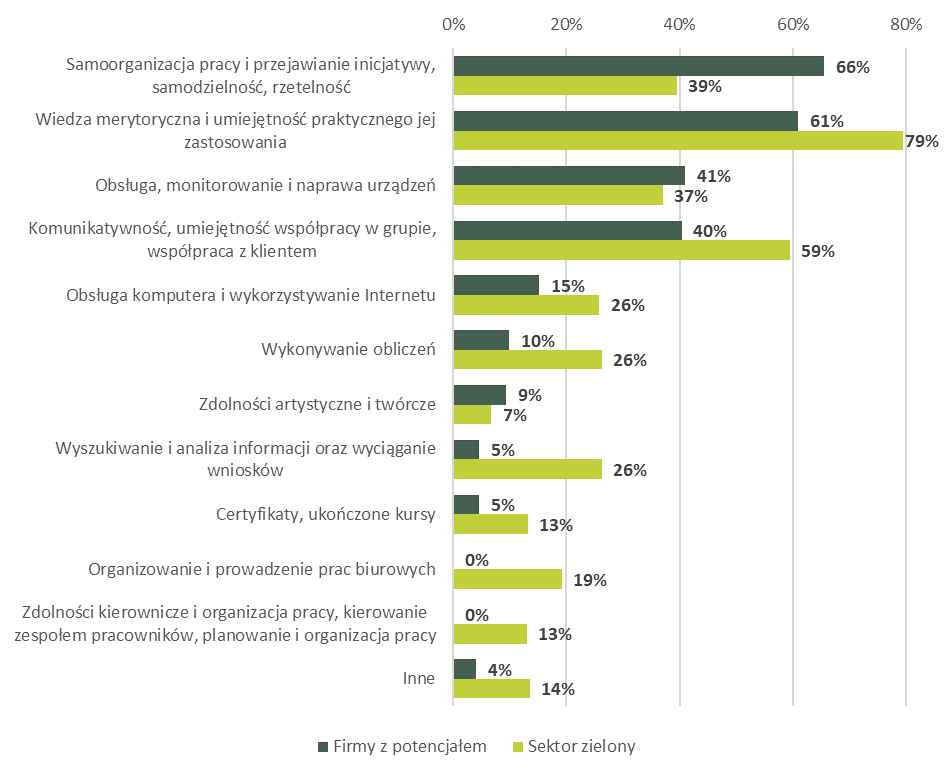 0% 20% 40% 60% 80%
Samoorganizacja pracy i przejawianie inicjatywy,
samodzielność, rzetelność
66%
39%
Wiedza merytoryczna i umiejętność praktycznego jej
zastosowania
61%
79%
Obsługa, monitorowanie i naprawa urządzeń
41%
37%
Komunikatywność, umiejętność współpracy w grupie,
współpraca z klientem
40%
59%
Obsługa komputera i wykorzystywanie Internetu
15%
26%
Wykonywanie obliczeń
10%
26%
Zdolności artystyczne i twórcze
9%
7%
Wyszukiwanie i analiza informacji oraz wyciąganie
wniosków
5%
26%
Certyfikaty, ukończone kursy
5%
13%
Organizowanie i prowadzenie prac biurowych
0%
19%
Zdolności kierownicze i organizacja pracy, kierowanie
zespołem pracowników, planowanie i organizacja pracy
0%
13%
Inne
4%
14%
Firmy z potencjałem Sektor zielony